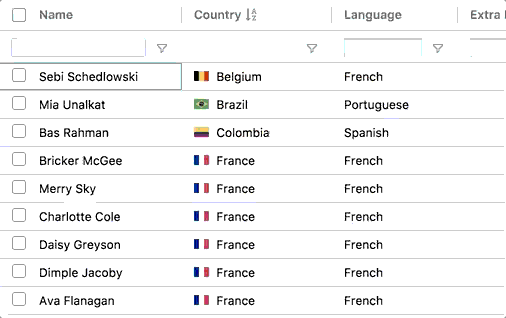 Name Country Language Extra
Sebi Schedlowski Belgium French
Mia Unalkat Brazil Portuguese
Bas Rahman Colombia Spanish
Bricker McGee France French
Merry Sky France French
Charlotte Cole France French
Daisy Greyson France French
Dimple Jacoby France French
Ava Flanagan France French